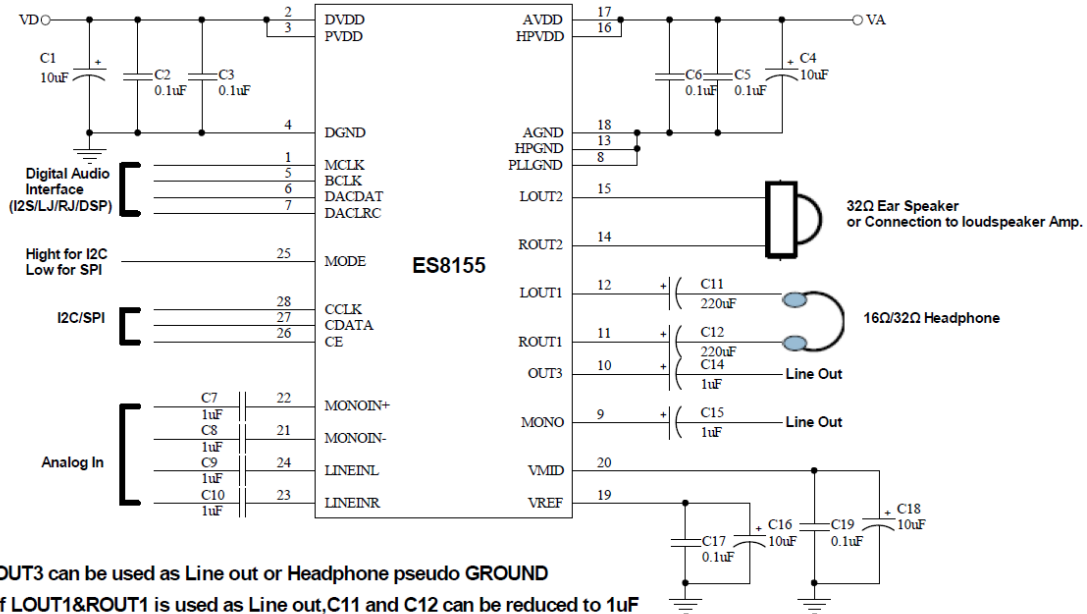 VD
2 DVDD
3 PVDD
C1
10uF
+
C2
0.1uF
C3
0.1uF
4 DGND
1 MCLK
5 BCLK
6 DACDAT
7 DACLRC
Digital Audio
Interface
(I2S/LJ/RJ/DSP)
Hight for I2C
Low for SPI
25 MODE
I2C/SPI
28 CCLK
27 CDATA
26 CE
Analog In
C7
1uF
22 MONOIN+
C8
1uF
21 MONOIN-
C9
1uF
24 LINEINL
C10
1uF
23 LINEINR
ES8155
AVDD 17
HPVDD 16
VA
C6
0.1uF
C5
0.1uF
+
C4
10uF
AGND 18
HPGND 13
PLLGND 8
LOUT2 15
ROUT2 14
32Ω Ear Speaker
or Connection to loudspeaker Amp.
LOUT1 12
+
C11
220uF
ROUT1 11
+
C12
220uF
16Ω/32Ω Headphone
OUT3 10
+
C14
1uF
Line Out
MONO 9
+
C15
1uF
Line Out
VMID 20
VREF 19
C17
0.1uF
+
C16
10uF
C19
0.1uF
+
C18
10uF
OUT3 can be used as Line out or Headphone pseudo GROUND
f LOUT1&ROUT1 is used as Line out,C11 and C12 can be reduced to 1uF